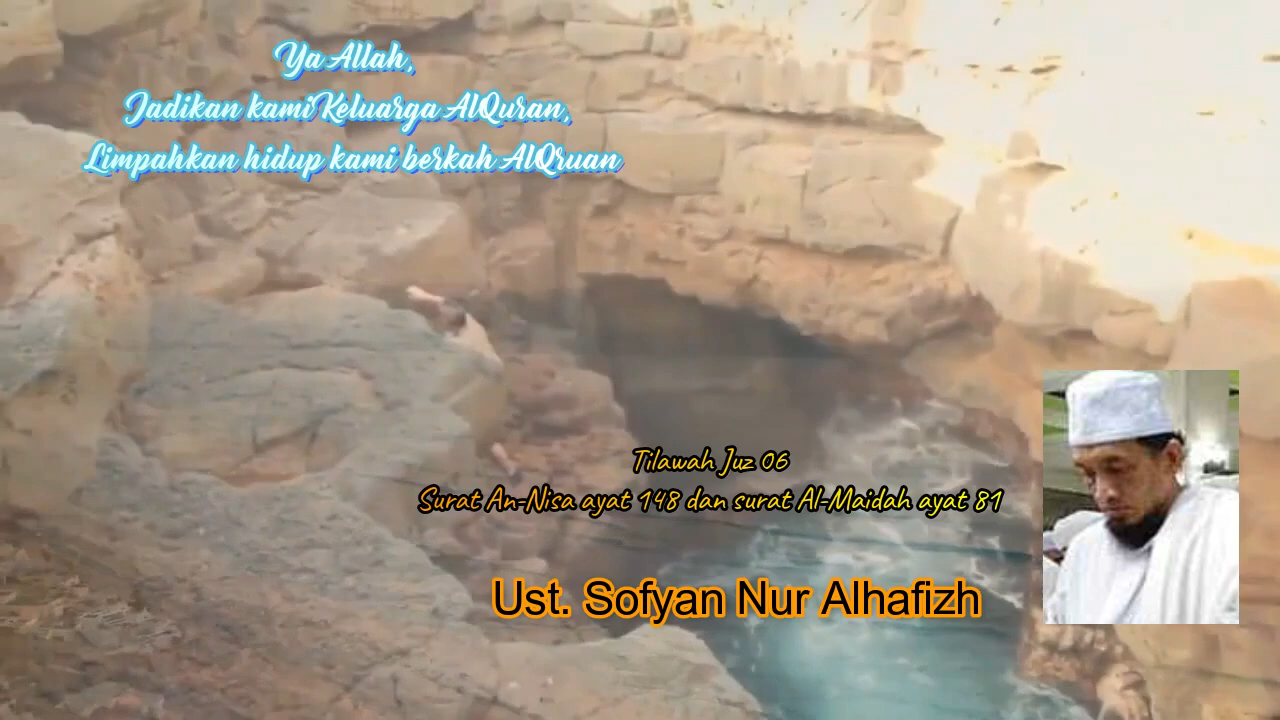 Ya Allah,
Jadikan kami Keluarga AlQuran,
Limpahkan hidup kami berkah AlQruan
Tilawah Juz 06
Surat An-Nisa ayat 148 dan surat Al-Maidah ayat 81
Ust. Sofyan Nur Alhafizh